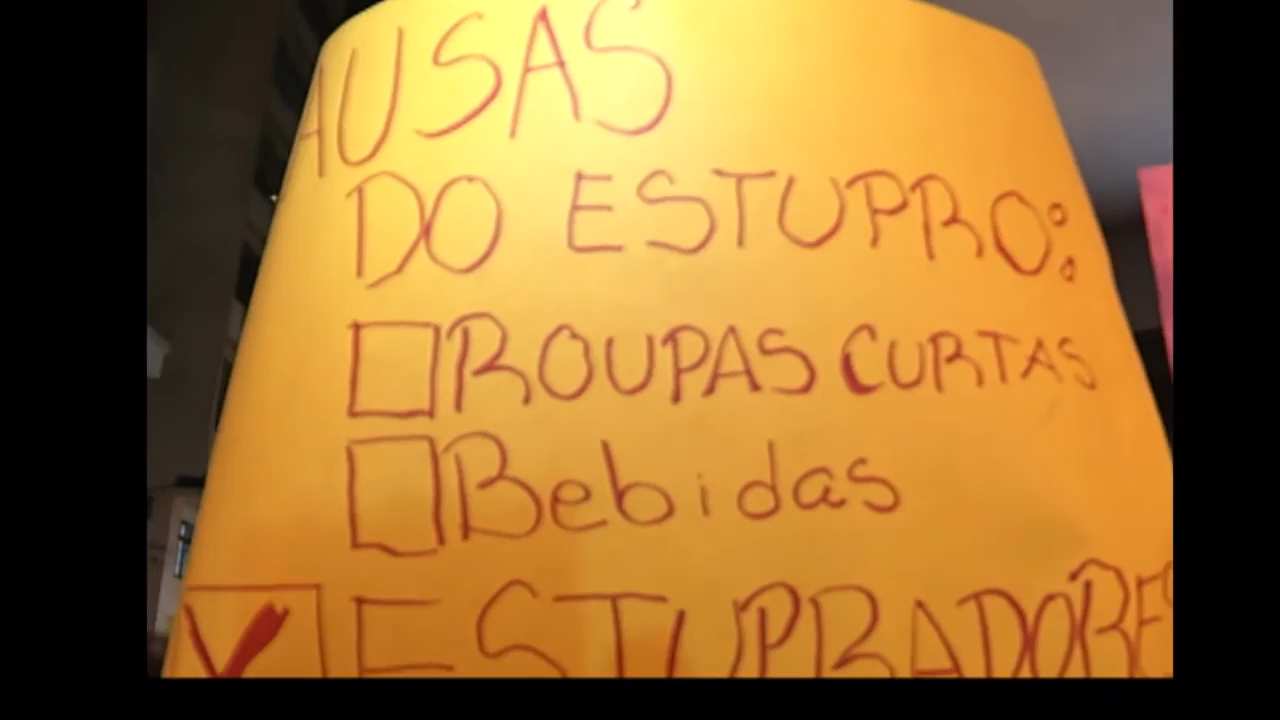 AUSAS
DO ESTUPRO:
ROUPAS CURTAS
Bebidas
ESTUPRADORES